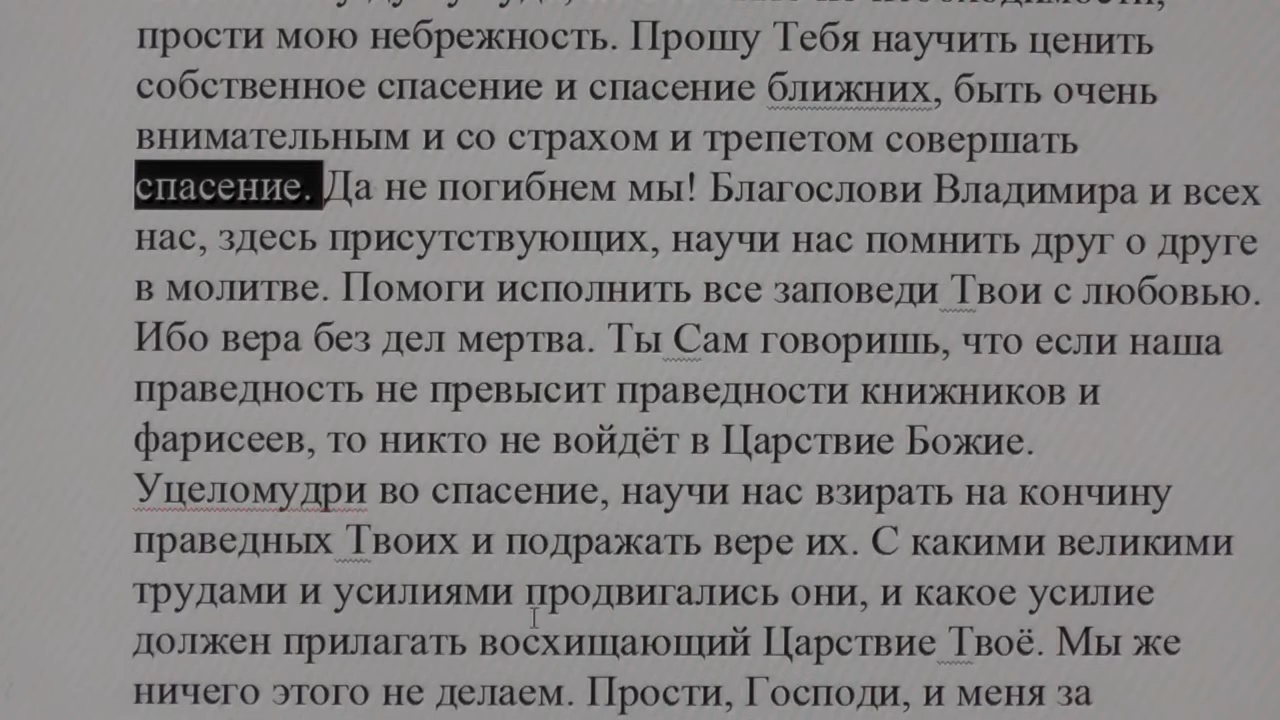 прости мою небрежность. Прошу Тебя научить ценить
собственное спасение и спасение ближних, быть очень
внимательным и со страхом и трепетом совершать
спасение. Да не погибнем мы! Благослови Владимира и всех
нас, здесь присутствующих, научи нас помнить друг о друге
в молитве. Помоги исполнить все заповеди Твои с любовью.
Ибо вера без дел мертва. Ты Сам говоришь, что если наша
праведность не превысит праведности книжников и
фарисеев, то никто не войдёт в Царствие Божие.
Уцеломудри во спасение, научи нас взирать на кончину
праведных Твоих и подражать вере их. С какими великими
трудами и усилиями продвигались они, и какое усилие
должен прилагать восхищающий Царствие Твоё. Мы же
ничего этого не делаем. Прости, Господи, и меня за